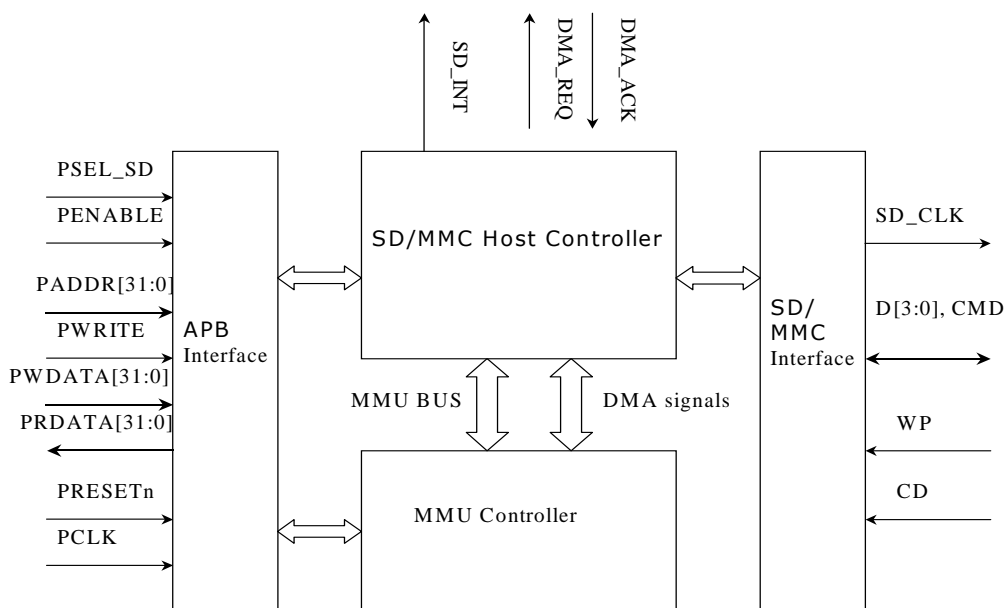 SD_INT
DMA_REQ
DMA_ACK
PSEL_SD
PENABLE
PADDR[31:0]
PWRITE
PWDATA[31:0]
PRDATA[31:0]
PRESETn
PCLK
APB
Interface
SD/MMC Host Controller
MMU BUS
DMA signals
MMU Controller
SD/
MMC
Interface
SD_CLK
D[3:0], CMD
WP
CD